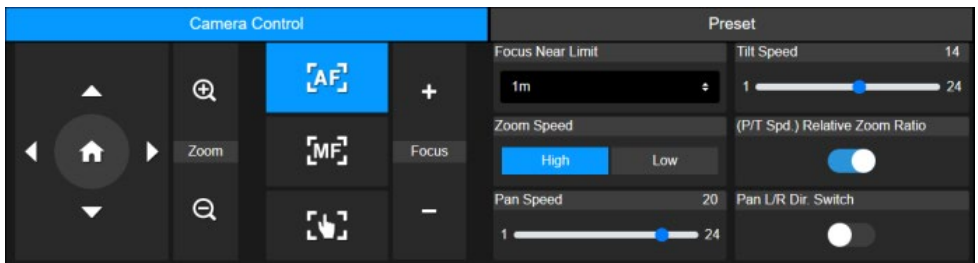 Camera Control
Preset
AF
Zoom
MF
Focus
Focus Near Limit
1m
Zoom Speed
High Low
Pan Speed 20
1 24
Tilt Speed 14
1 24
(P/T Spd.) Relative Zoom Ratio
Pan L/R Dir. Switch